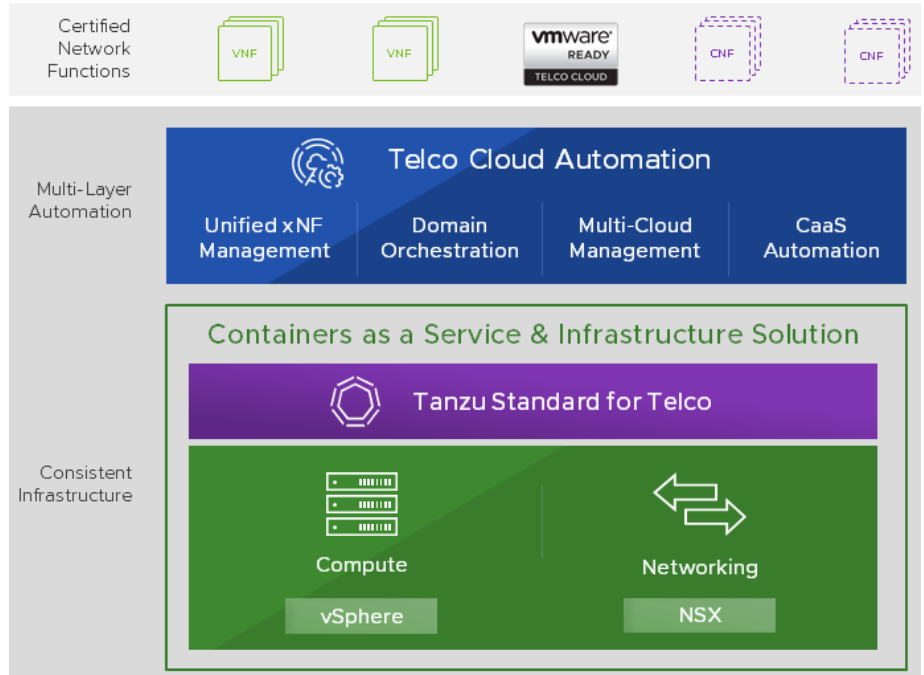 Certified
Network
Functions
VNF
VNF
vmware®
READY
TELCO CLOUD
CNF
CNF
Multi-Layer
Automation
Telco Cloud Automation
Unified xNF
Management
Domain
Orchestration
Multi-Cloud
Management
CaaS
Automation
Containers as a Service & Infrastructure Solution
Tanzu Standard for Telco
Consistent
Infrastructure
Compute
Networking
vSphere
NSX